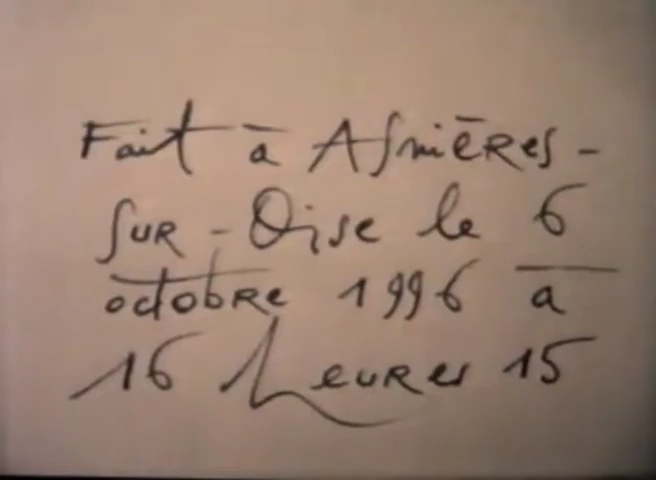 Fait à Asnières-
sur-Oise le 6
octobre 1996 à
16 heures 15